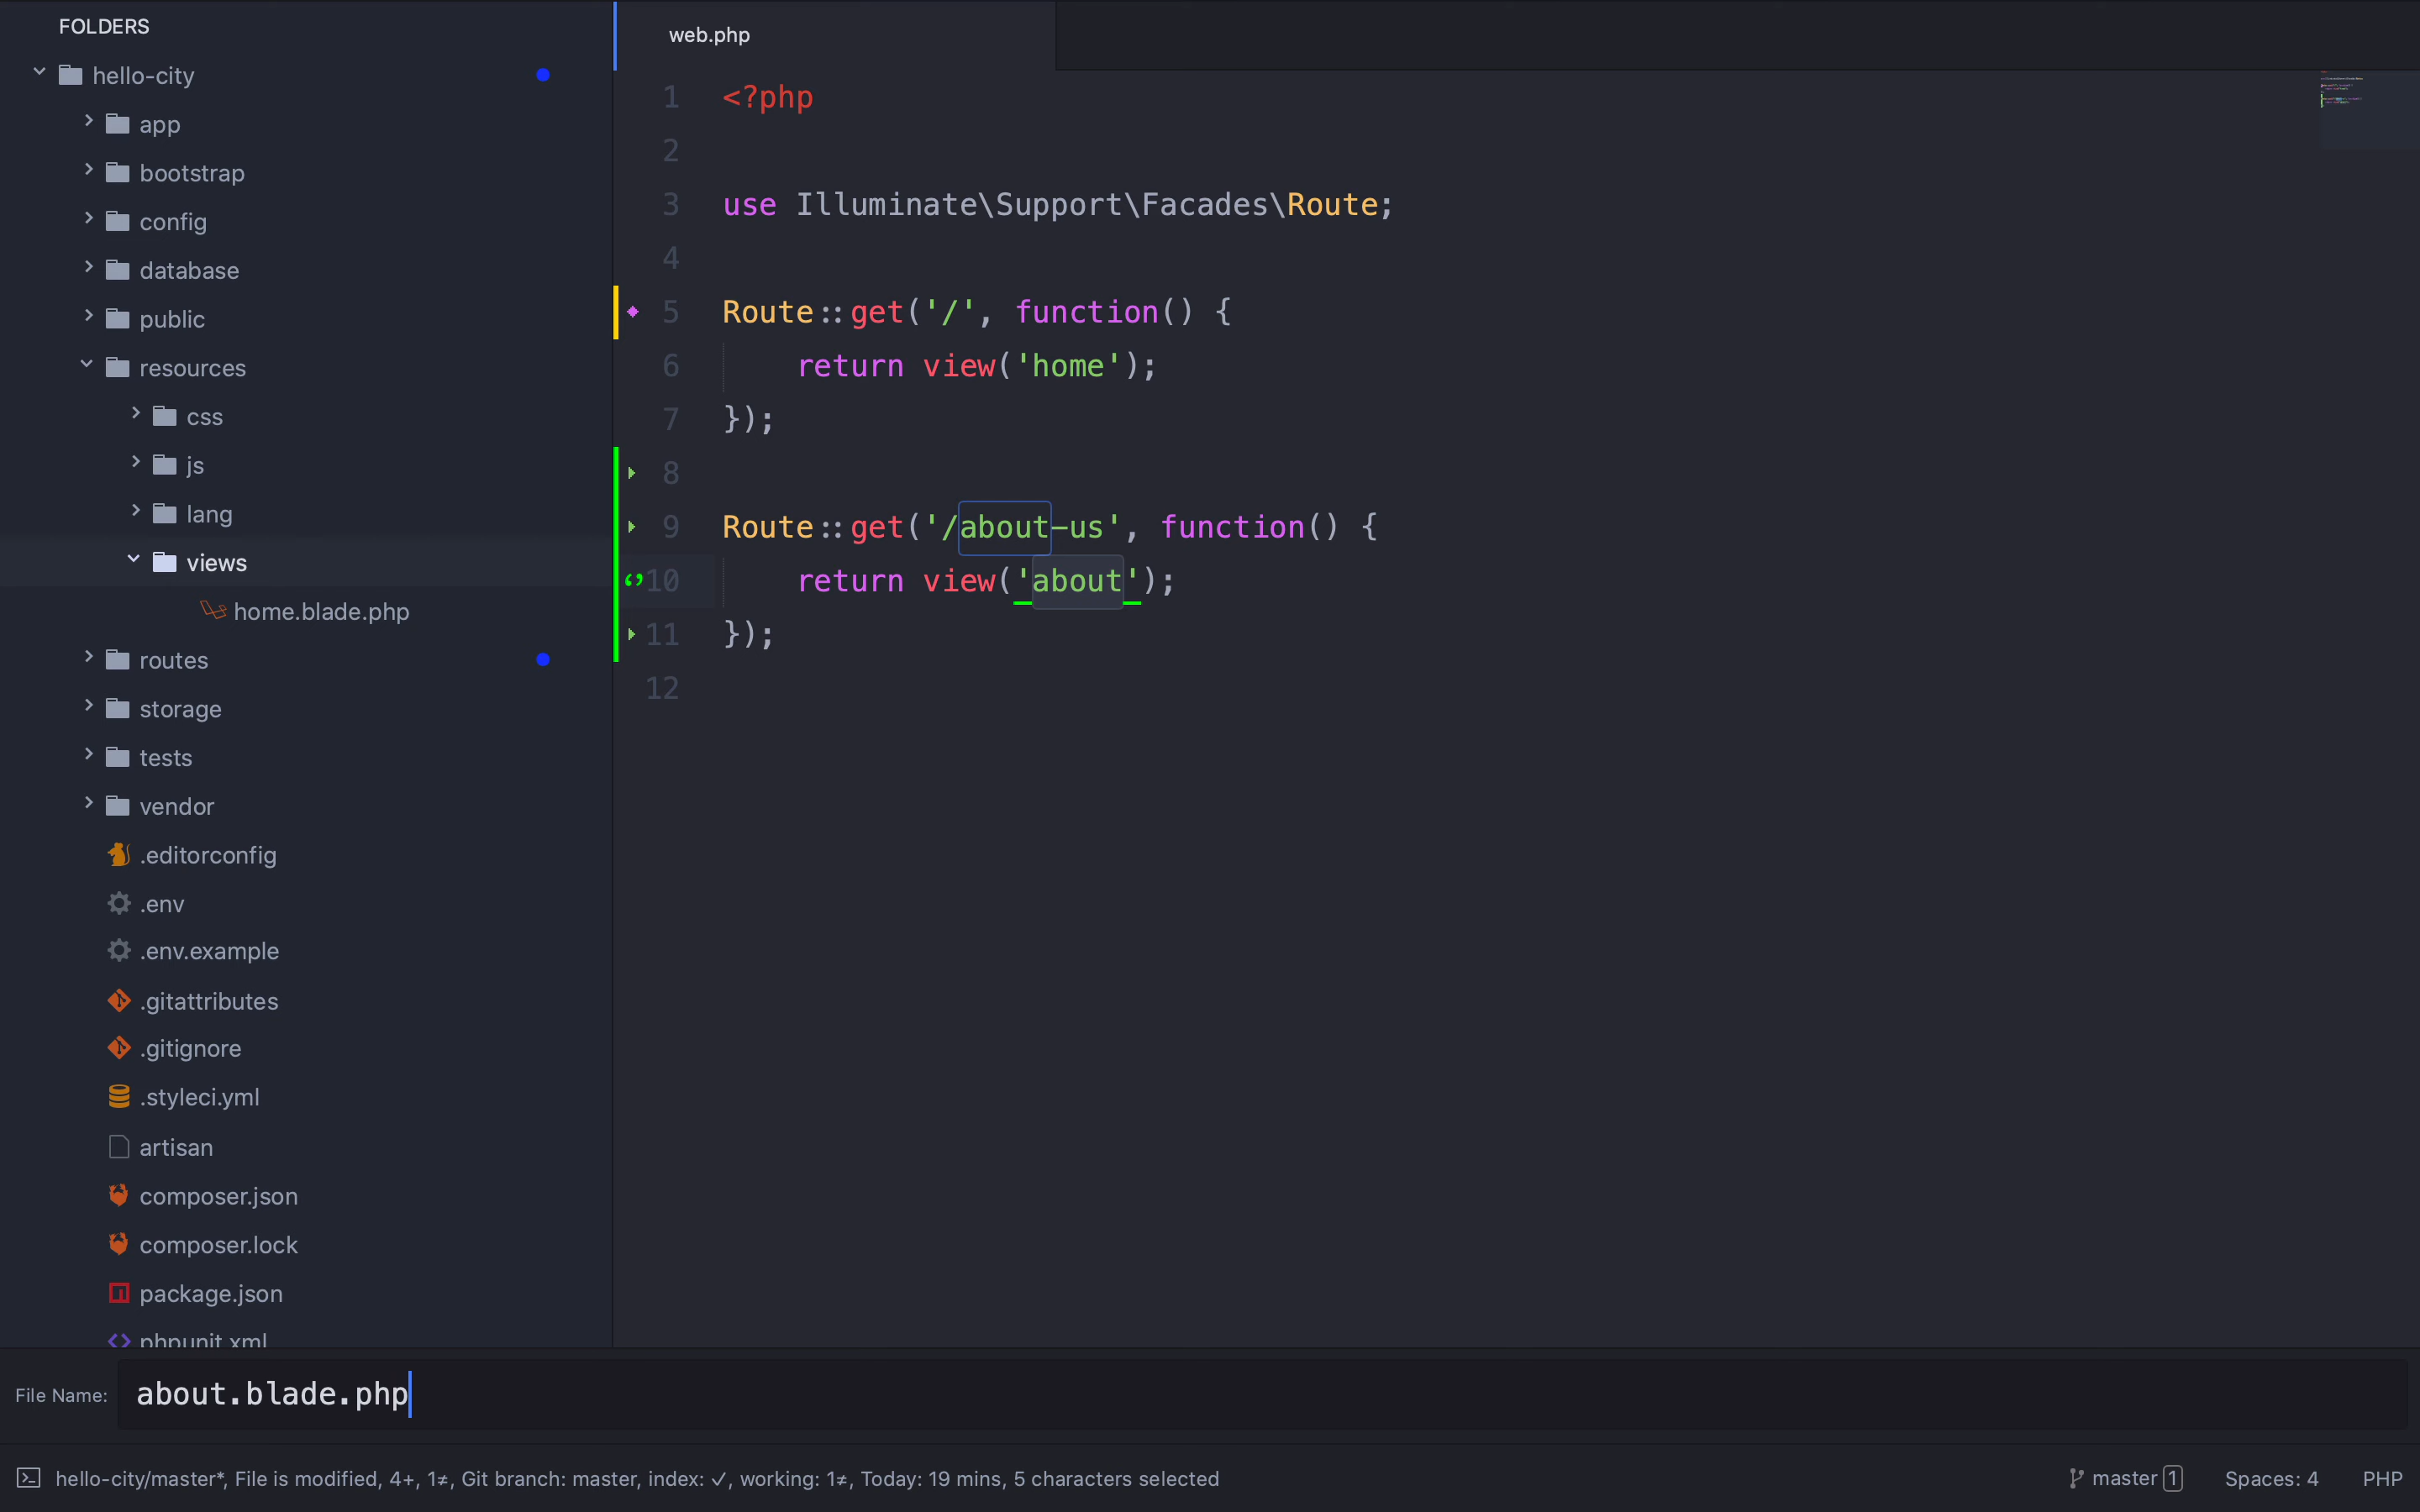 FOLDERS
hello-city
app
bootstrap
config
database
public
resources
css
js
lang
views
home.blade.php
routes
storage
tests
vendor
.editorconfig
.env
.env.example
.gitattributes
.gitignore
.styleci.yml
artisan
composer.json
composer.lock
package.json
phpunit.xml
web.php
1 <?php
2
3 use Illuminate\Support\Facades\Route;
4
5 Route::get('/', function() {
6     return view('home');
7 });
8
9 Route::get('/about-us', function() {
10     return view('about');
11 });
12
File Name: about.blade.php
hello-city/master*, File is modified, 4+, 1≠, Git branch: master, index: ✓, working: 1≠, Today: 19 mins, 5 characters selected
master 1 Spaces: 4 PHP